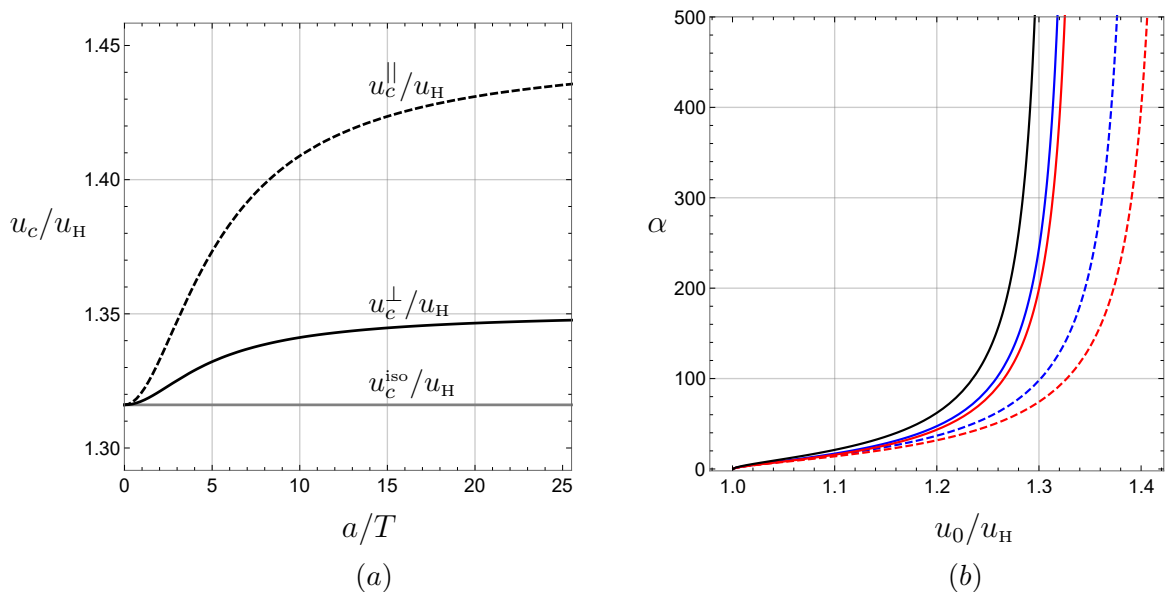 1.45
1.40
1.35
1.30
u_c/u_H
u_c^{||}/u_H
u_c^⊥/u_H
u_c^{iso}/u_H
0 5 10 15 20 25
a/T
(a)
500
400
300
200
100
0
α
1.0 1.1 1.2 1.3 1.4
u_0/u_H
(b)